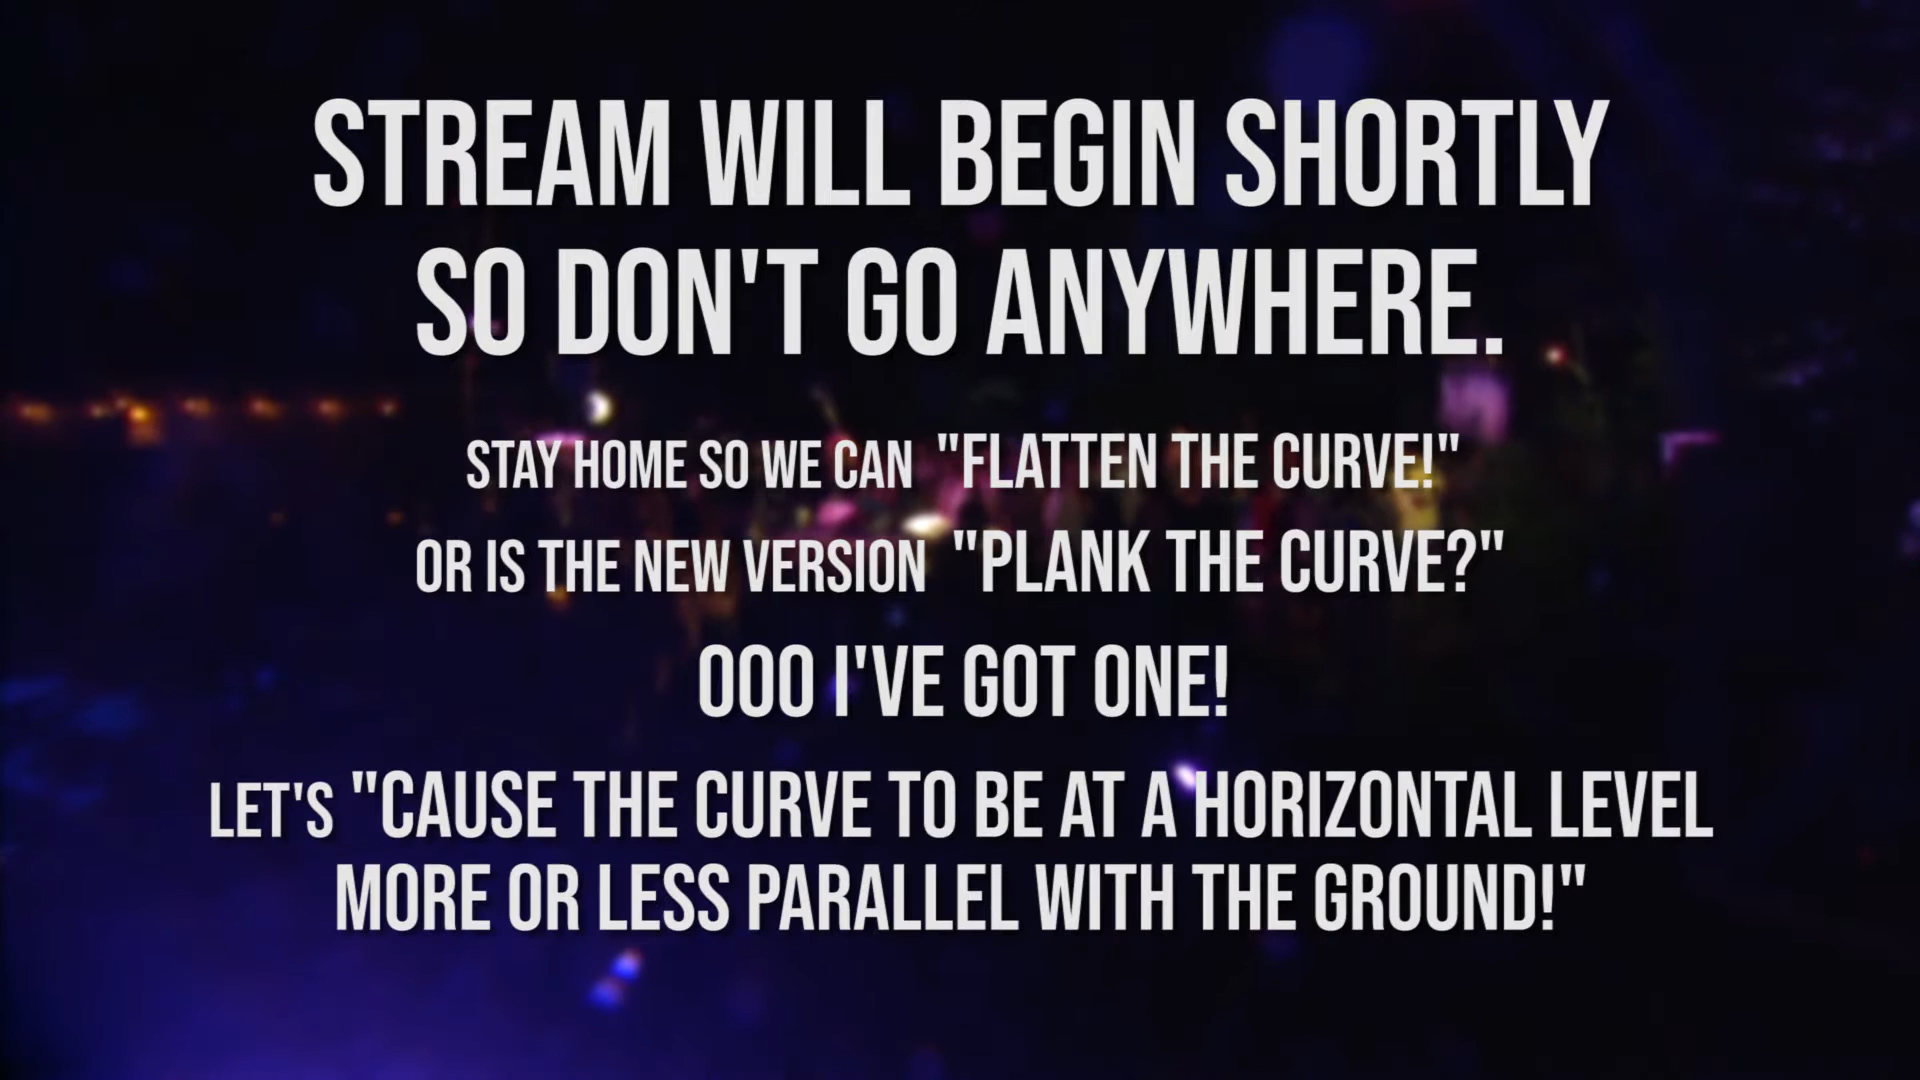 STREAM WILL BEGIN SHORTLY
SO DON'T GO ANYWHERE.
STAY HOME SO WE CAN "FLATTEN THE CURVE!"
OR IS THE NEW VERSION "PLANK THE CURVE?"
OOO I'VE GOT ONE!
LET'S "CAUSE THE CURVE TO BE AT A HORIZONTAL LEVEL
MORE OR LESS PARALLEL WITH THE GROUND!"